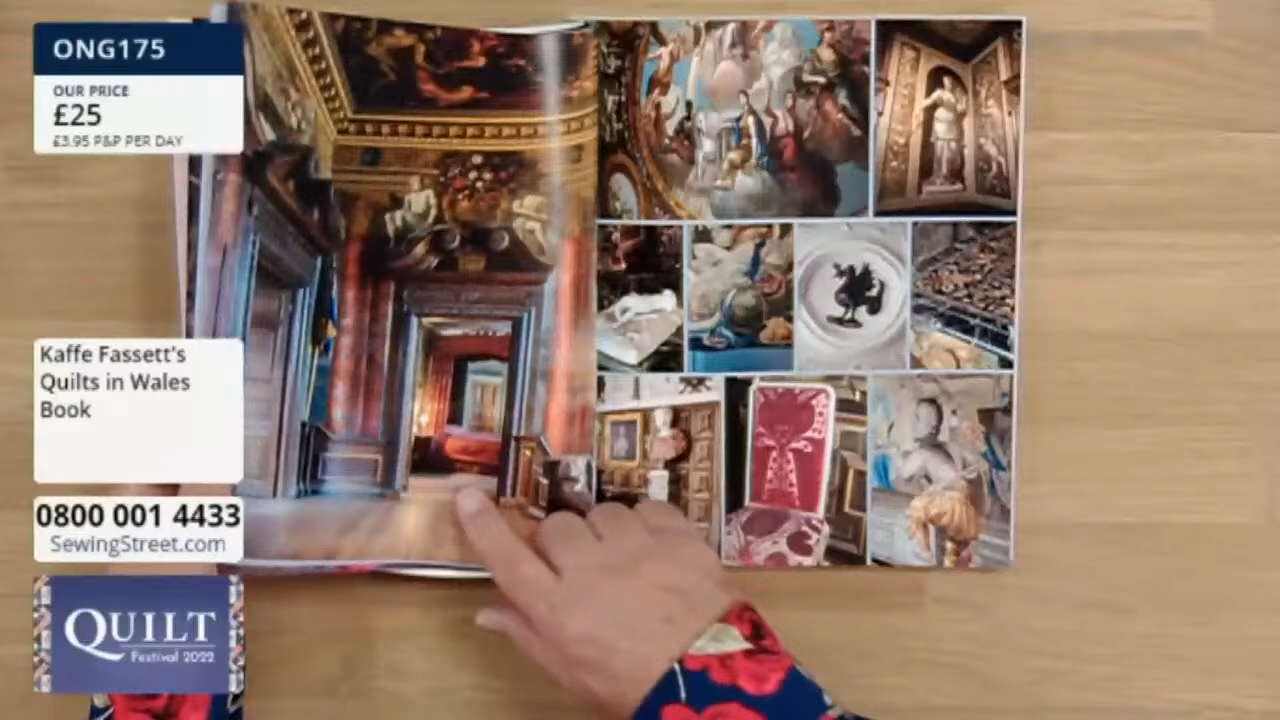 ONG175
OUR PRICE
£25
£3.95 P&P PER DAY
Kaffe Fassett's
Quilts in Wales
Book
0800 001 4433
SewingStreet.com
QUILT
Festival 2022